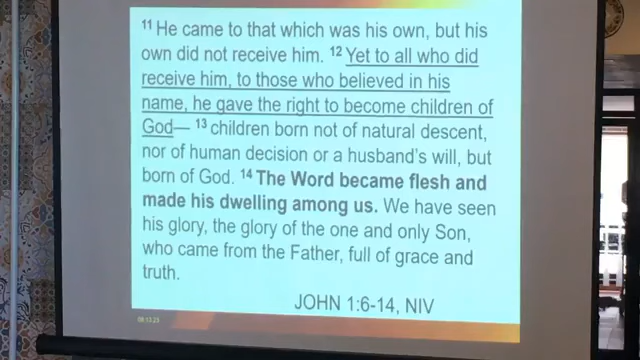 11 He came to that which was his own, but his
own did not receive him. 12 Yet to all who did
receive him, to those who believed in his
name, he gave the right to become children of
God— 13 children born not of natural descent,
nor of human decision or a husband's will, but
born of God. 14 The Word became flesh and
made his dwelling among us. We have seen
his glory, the glory of the one and only Son,
who came from the Father, full of grace and
truth.
JOHN 1:6-14, NIV